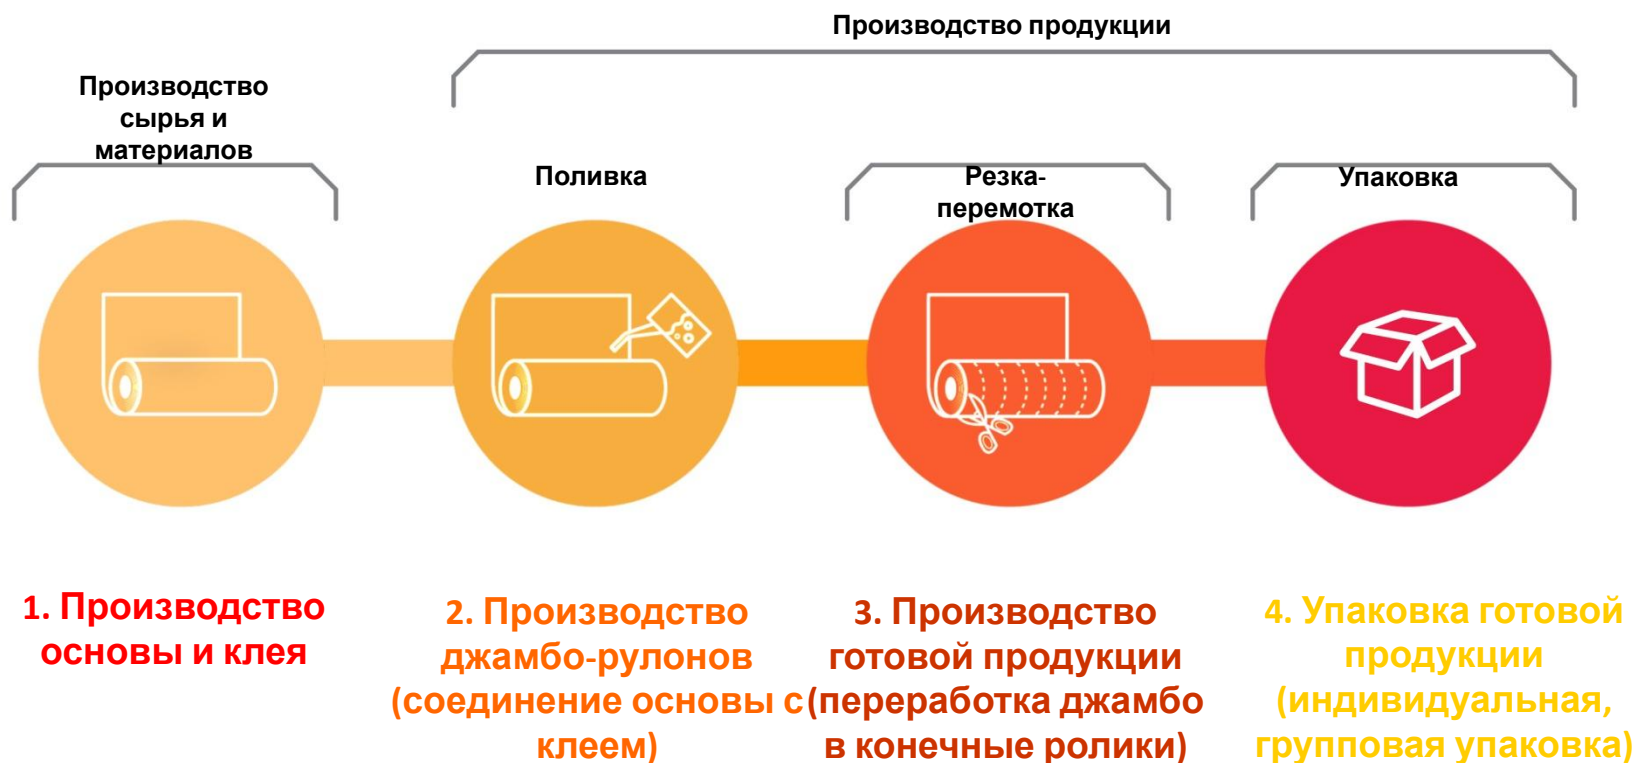 Производство продукции
Производство
сырья и
материалов
Поливка
Резка-
перемотка
Упаковка
1. Производство
основы и клея
2. Производство
джамбо-рулонов
(соединение основы с
клеем)
3. Производство
готовой продукции
(переработка джамбо
в конечные ролики)
4. Упаковка готовой
продукции
(индивидуальная,
групповая упаковка)